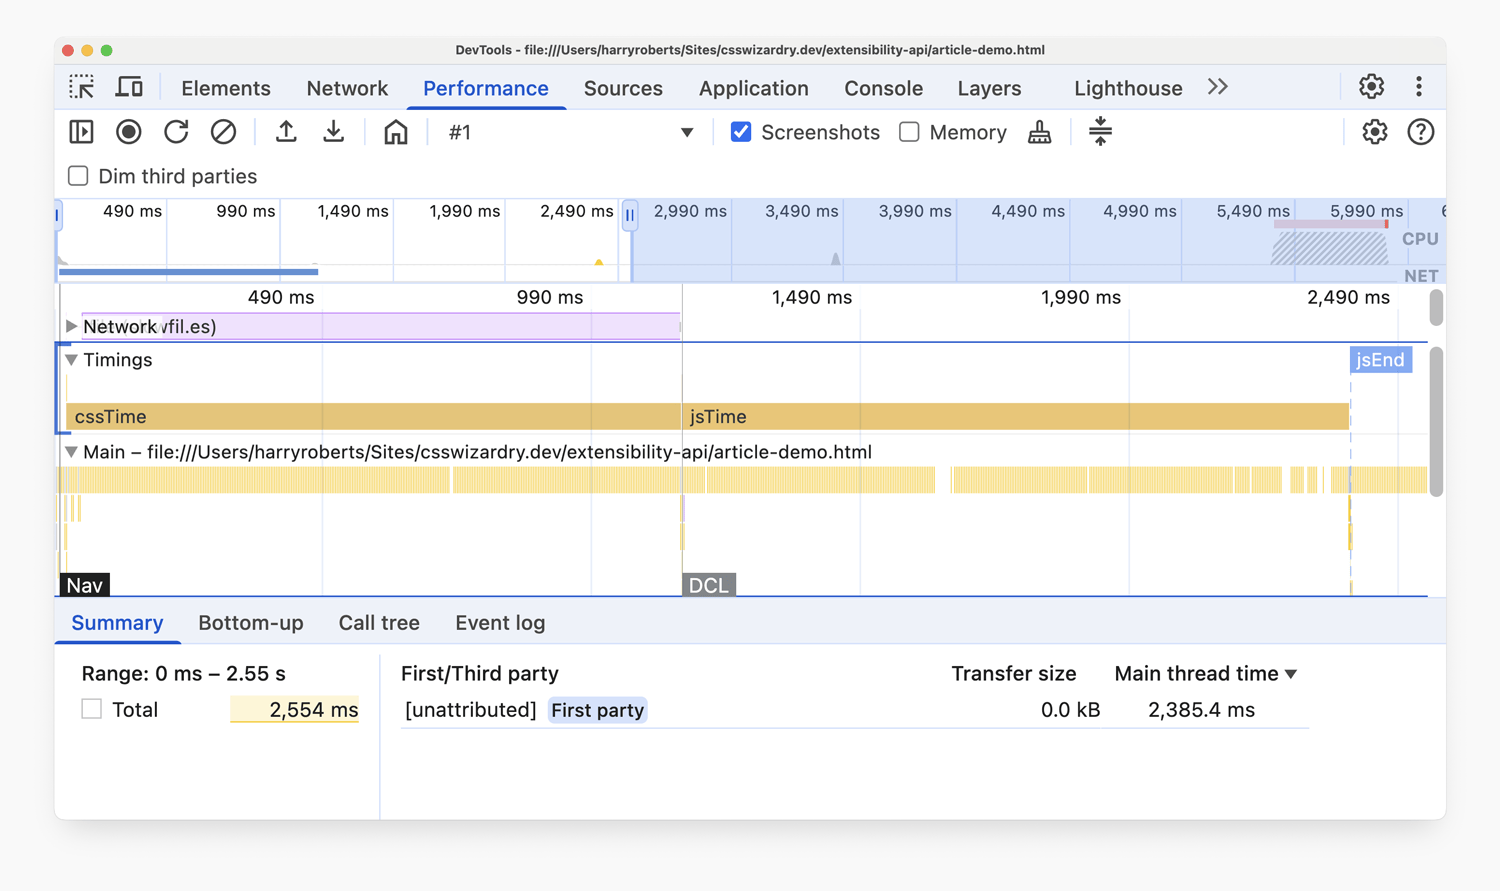 DevTools - file:///Users/harryroberts/Sites/csswizardry.dev/extensibility-api/article-demo.html
Elements Network Performance Sources Application Console Layers Lighthouse
#1 Screenshots Memory
Dim third parties
490 ms 990 ms 1,490 ms 1,990 ms 2,490 ms 2,990 ms 3,490 ms 3,990 ms 4,490 ms 4,990 ms 5,490 ms 5,990 ms 6
CPU
NET
490 ms 990 ms 1,490 ms 1,990 ms 2,490 ms
Network fil.es)
Timings jsEnd
cssTime jsTime
Main – file:///Users/harryroberts/Sites/csswizardry.dev/extensibility-api/article-demo.html
Nav DCL
Summary Bottom-up Call tree Event log
Range: 0 ms – 2.55 s First/Third party Transfer size Main thread time
Total 2,554 ms [unattributed] First party 0.0 kB 2,385.4 ms